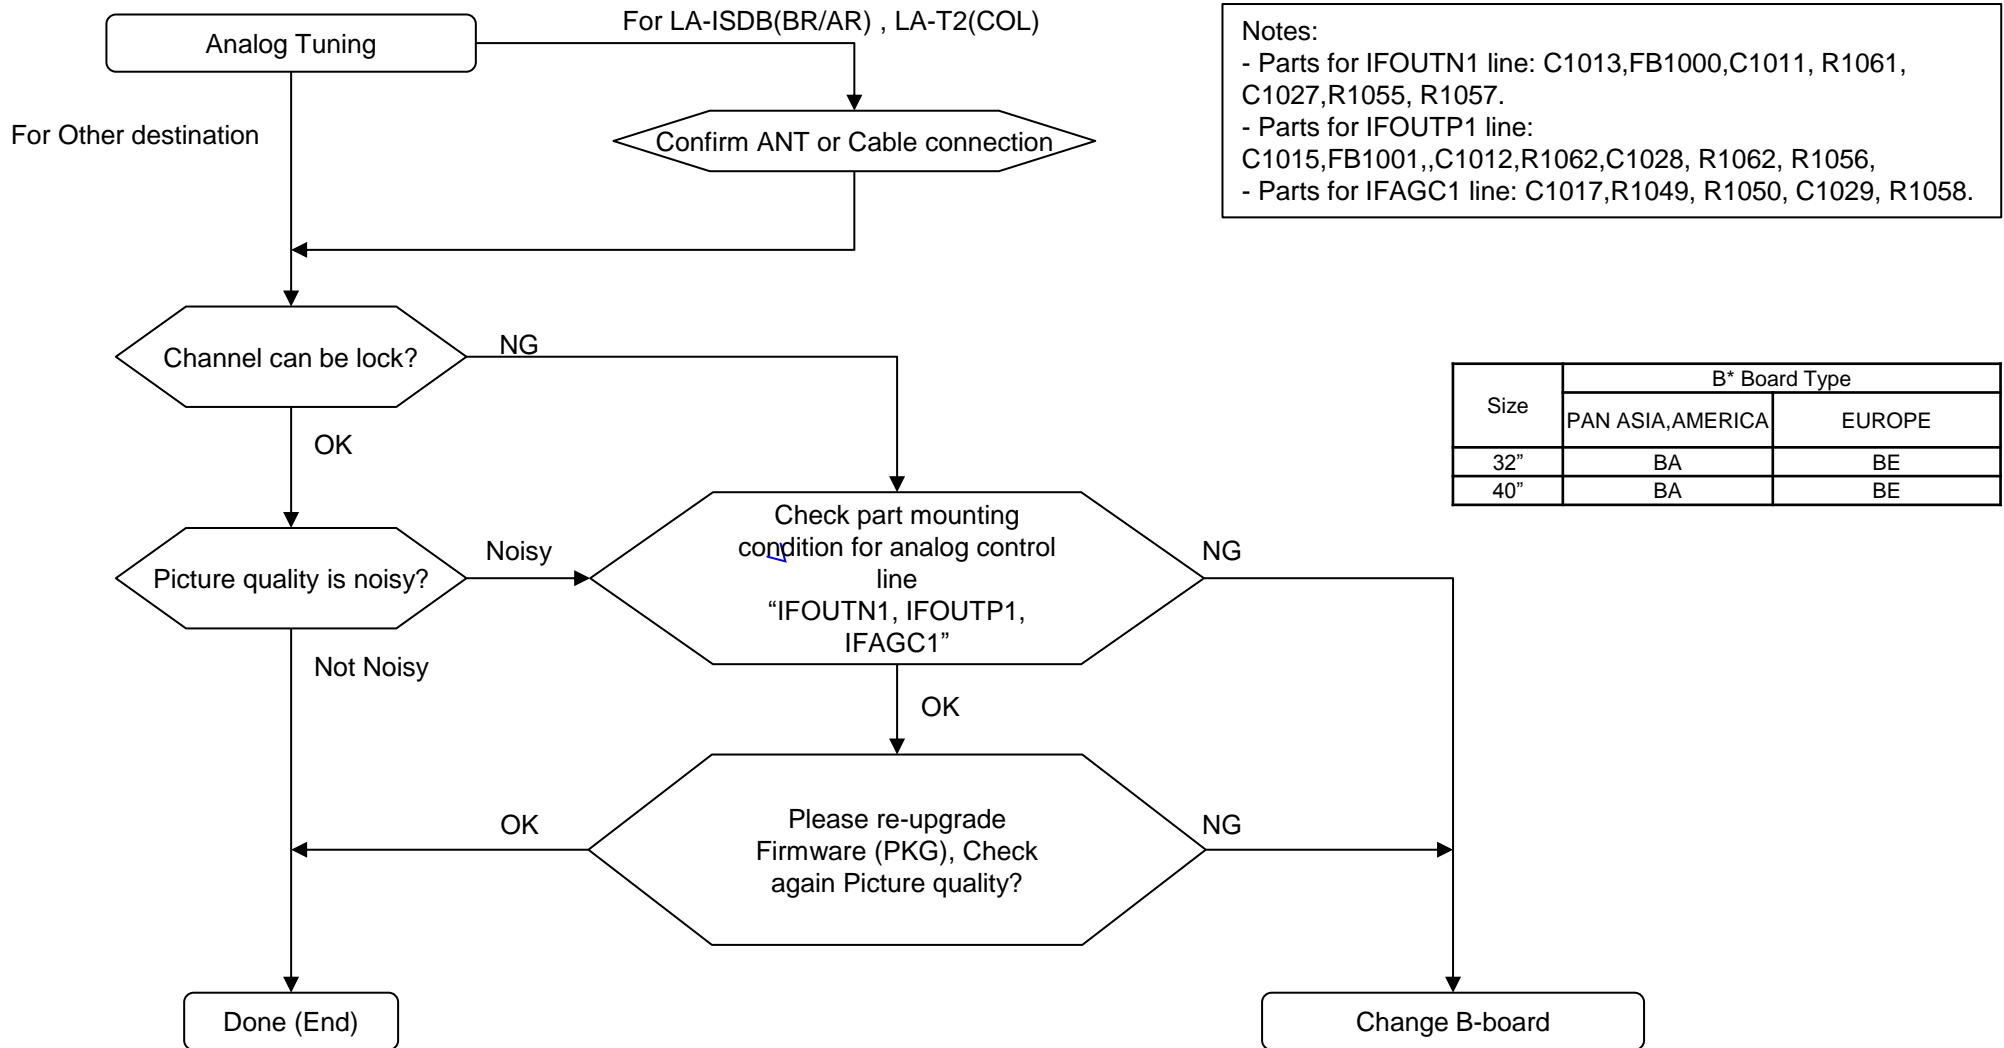 For LA-ISDB(BR/AR) , LA-T2(COL)
Analog Tuning
Notes:
- Parts for IFOUTN1 line: C1013,FB1000,C1011, R1061,
C1027,R1055, R1057.
- Parts for IFOUTP1 line:
C1015,FB1001,,C1012,R1062,C1028, R1062, R1056,
- Parts for IFAGC1 line: C1017,R1049, R1050, C1029, R1058.
For Other destination
Confirm ANT or Cable connection
Channel can be lock?
NG
OK
Size
B* Board Type
PAN ASIA,AMERICA
EUROPE
32”
BA
BE
40”
BA
BE
Picture quality is noisy?
Noisy
Check part mounting
condition for analog control
line
“IFOUTN1, IFOUTP1,
IFAGC1”
NG
Not Noisy
OK
OK
Please re-upgrade
Firmware (PKG), Check
again Picture quality?
NG
Done (End)
Change B-board